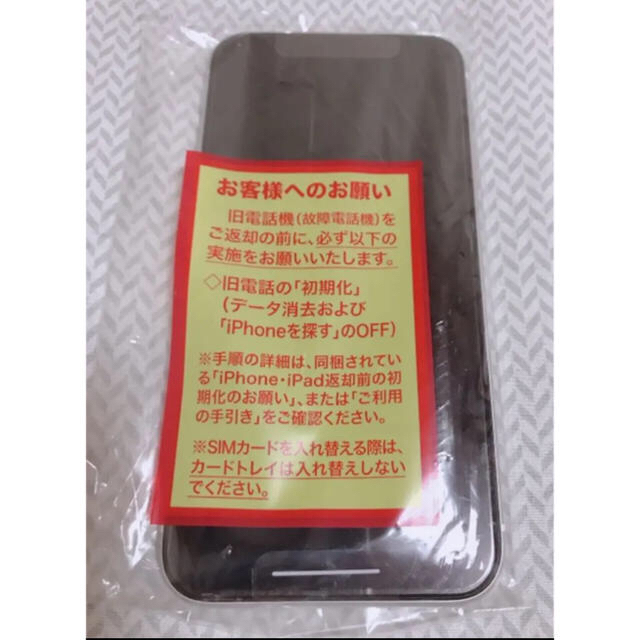 お客様へのお願い
旧電話機(故障電話機)を
ご返却の前に、必ず以下の
実施をお願いいたします。
◇旧電話の「初期化」
(データ消去および
「iPhoneを探す」のOFF)
※手順の詳細は、同梱されてい
る「iPhone・iPad返却前の初
期化のお願い」、または「ご利用
の手引き」をご確認ください。
※SIMカードを入れ替える際は、
カードトレイは入れ替えしない
でください。